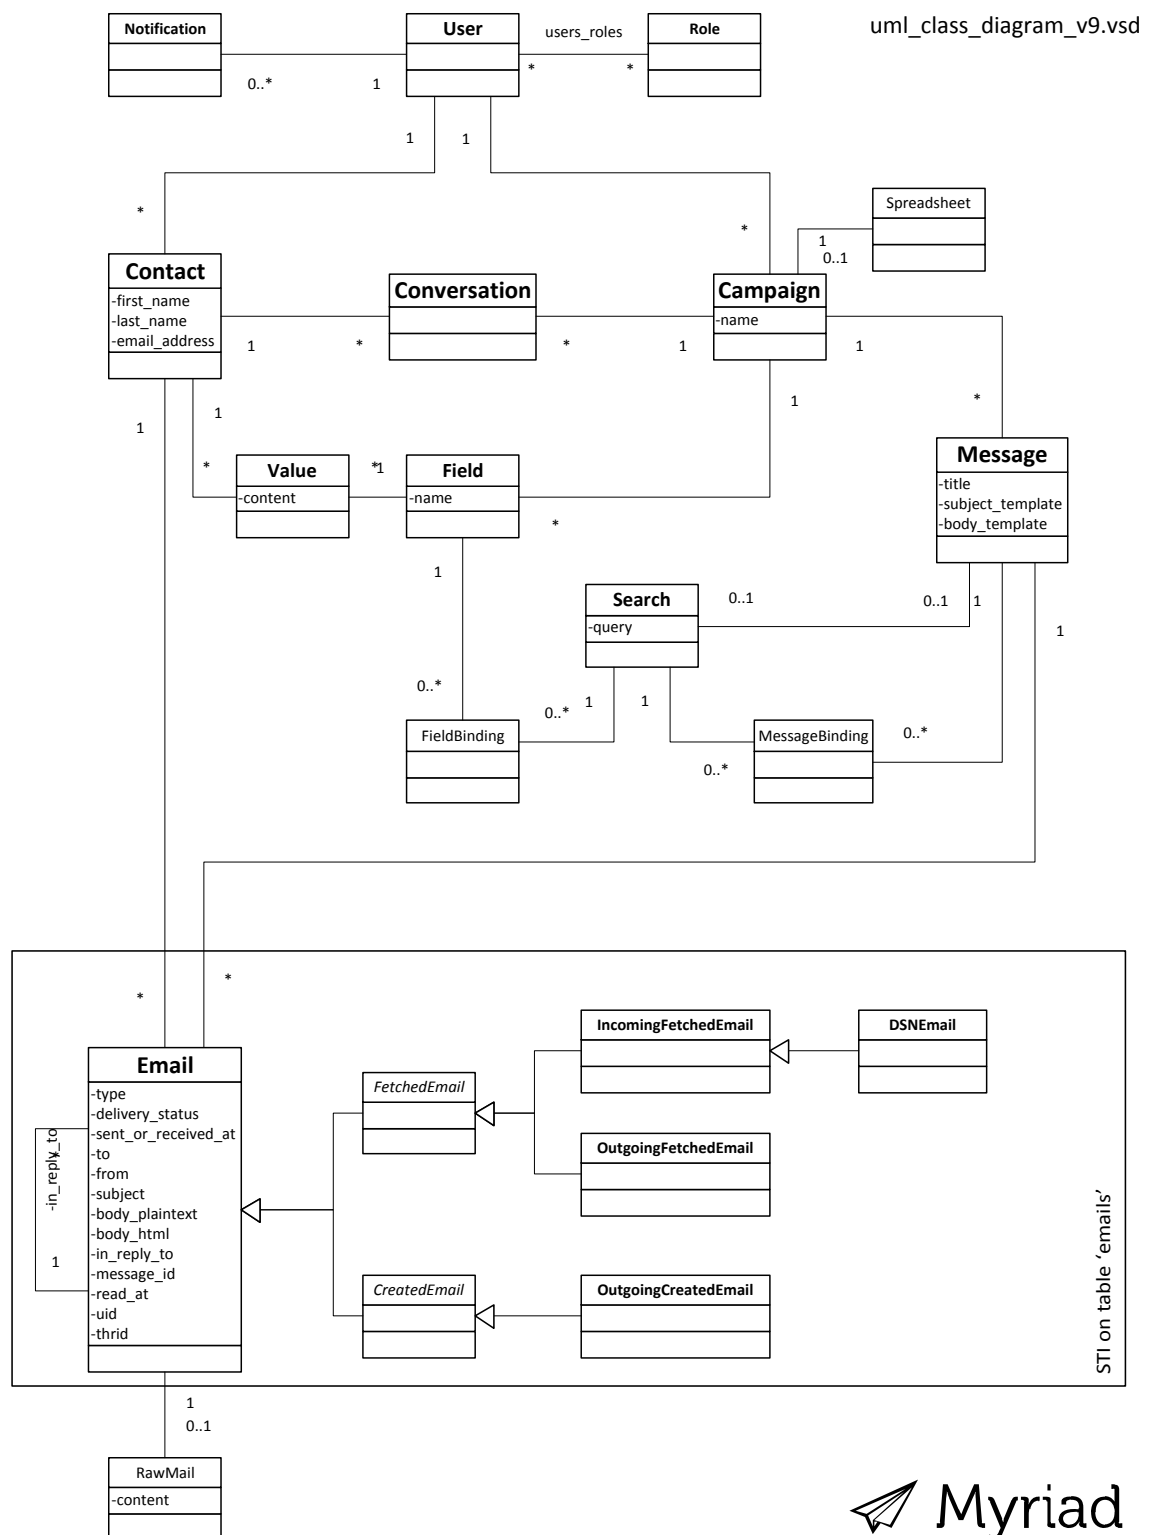 uml_class_diagram_v9.vsd
Notification
User
users_roles
Role
0..*
1
*
*
1
1
*
*
Spreadsheet
1
0..1
Contact
-first_name
-last_name
-email_address
Conversation
Campaign
-name
1
*
*
1
1
1
1
1
*
*
Value
-content
*
1
Field
-name
*
Message
-title
-subject_template
-body_template
1
Search
-query
0..1
0..1
1
1
0..*
0..*
1
1
FieldBinding
MessageBinding
0..*
0..*
*
*
Email
-type
-delivery_status
-sent_or_received_at
-to
-from
-subject
-body_plaintext
-body_html
-in_reply_to
-message_id
-read_at
-uid
-thrid
-in_reply_to
*
1
FetchedEmail
IncomingFetchedEmail
DSNEmail
OutgoingFetchedEmail
CreatedEmail
OutgoingCreatedEmail
STI on table ‘emails’
1
0..1
RawMail
-content
Myriad